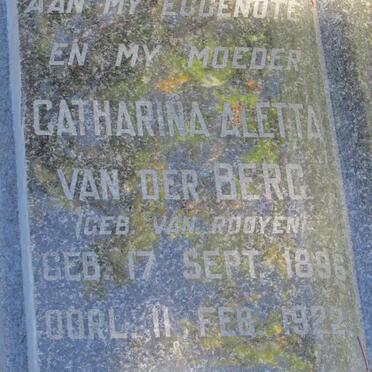 AAN MY EGGENOTE
EN MY MOEDER
CATHARINA ALETTA
VAN DER BERG
(GEB. VAN ROOYEN)
GEB. 17 SEPT. 1896
OORL. 11 FEB. 1922